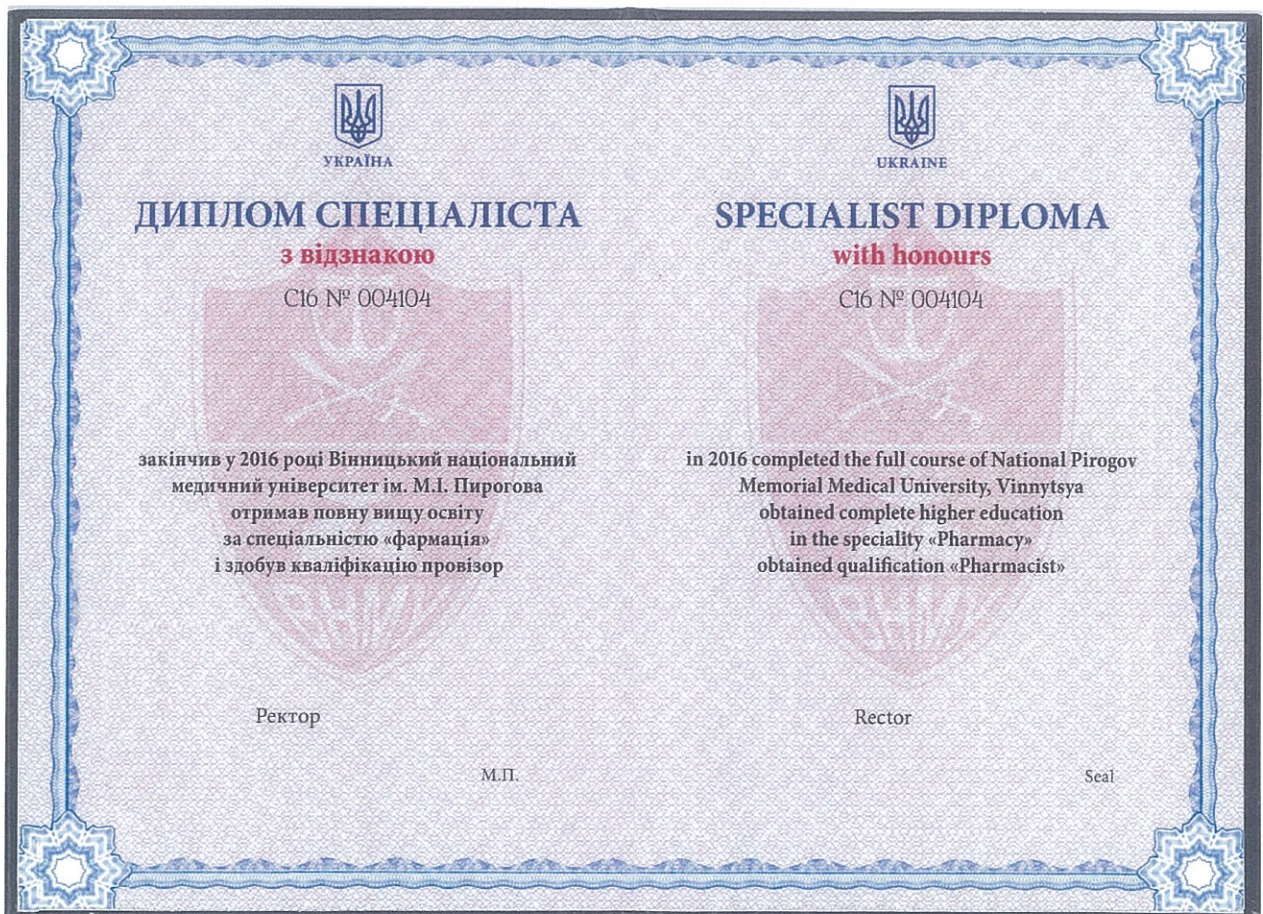 УКРАЇНА
ДИПЛОМ СПЕЦІАЛІСТА
з відзнакою
С16 № 004104
закінчив у 2016 році Вінницький національний
медичний університет ім. М.І. Пирогова
отримав повну вищу освіту
за спеціальністю «фармація»
і здобув кваліфікацію провізор
Ректор
М.П.
UKRAINE
SPECIALIST DIPLOMA
with honours
C16 № 004104
in 2016 completed the full course of National Pirogov
Memorial Medical University, Vinnytsya
obtained complete higher education
in the speciality «Pharmacy»
obtained qualification «Pharmacist»
Rector
Seal